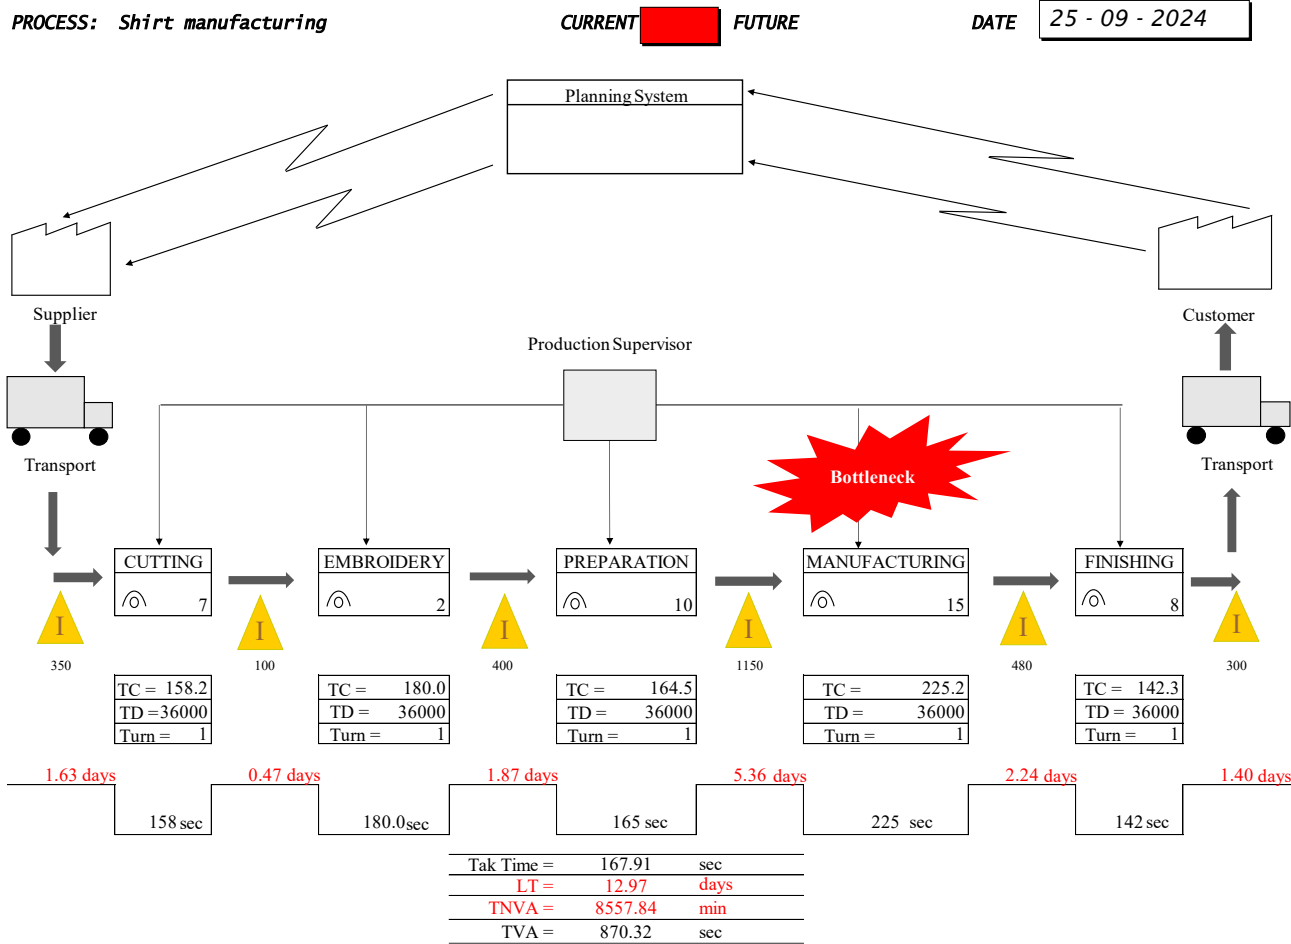 PROCESS: Shirt manufacturing
CURRENT FUTURE
DATE 25 - 09 - 2024
Planning System
Supplier
Customer
Production Supervisor
Transport
Transport
Bottleneck
CUTTING
7
EMBROIDERY
2
PREPARATION
10
MANUFACTURING
15
FINISHING
8
I
I
I
I
I
I
350
100
400
1150
480
300
TC = 158.2
TD = 36000
Turn = 1
TC = 180.0
TD = 36000
Turn = 1
TC = 164.5
TD = 36000
Turn = 1
TC = 225.2
TD = 36000
Turn = 1
TC = 142.3
TD = 36000
Turn = 1
1.63 days
0.47 days
1.87 days
5.36 days
2.24 days
1.40 days
158 sec
180.0 sec
165 sec
225 sec
142 sec
Tak Time = 167.91 sec
LT = 12.97 days
TNVA = 8557.84 min
TVA = 870.32 sec